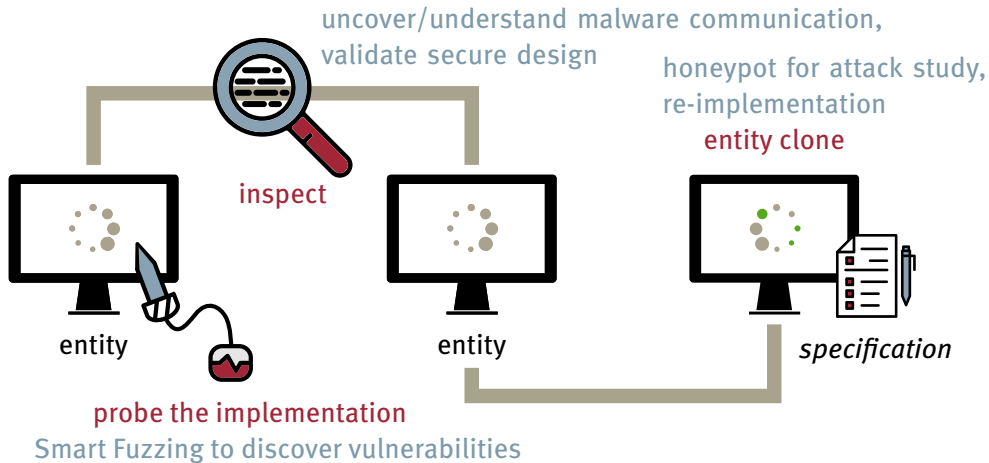 uncover/understand malware communication,
validate secure design
honeypot for attack study,
re-implementation
entity clone
inspect
entity
entity
specification
probe the implementation
Smart Fuzzing to discover vulnerabilities